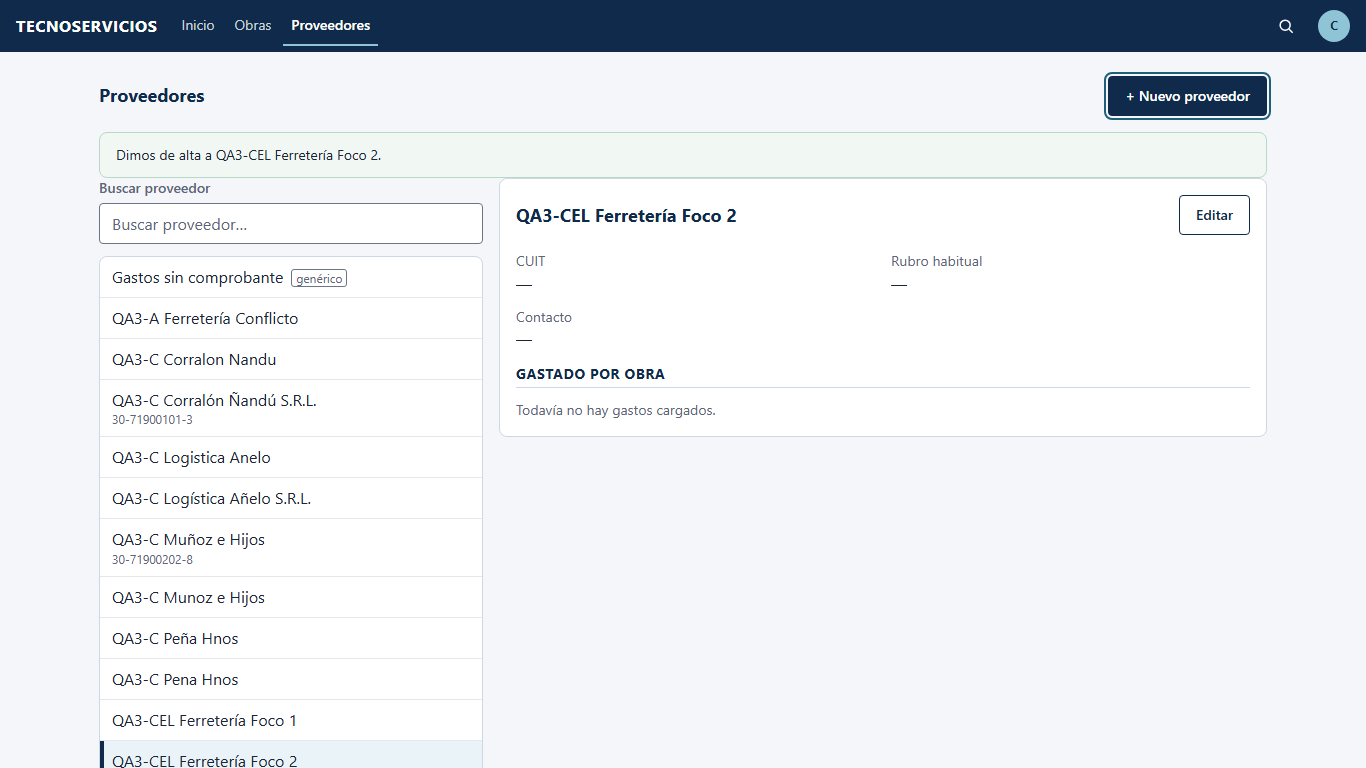 TECNOSERVICIOS Inicio Obras Proveedores C
Proveedores
+ Nuevo proveedor
Dimos de alta a QA3-CEL Ferretería Foco 2.
Buscar proveedor
Buscar proveedor...
Gastos sin comprobante genérico
QA3-A Ferretería Conflicto
QA3-C Corralon Nandu
QA3-C Corralón Ñandú S.R.L.
30-71900101-3
QA3-C Logistica Anelo
QA3-C Logística Añelo S.R.L.
QA3-C Muñoz e Hijos
30-71900202-8
QA3-C Munoz e Hijos
QA3-C Peña Hnos
QA3-C Pena Hnos
QA3-CEL Ferretería Foco 1
QA3-CEL Ferretería Foco 2
QA3-CEL Ferretería Foco 2
Editar
CUIT
—
Rubro habitual
—
Contacto
—
GASTADO POR OBRA
Todavía no hay gastos cargados.